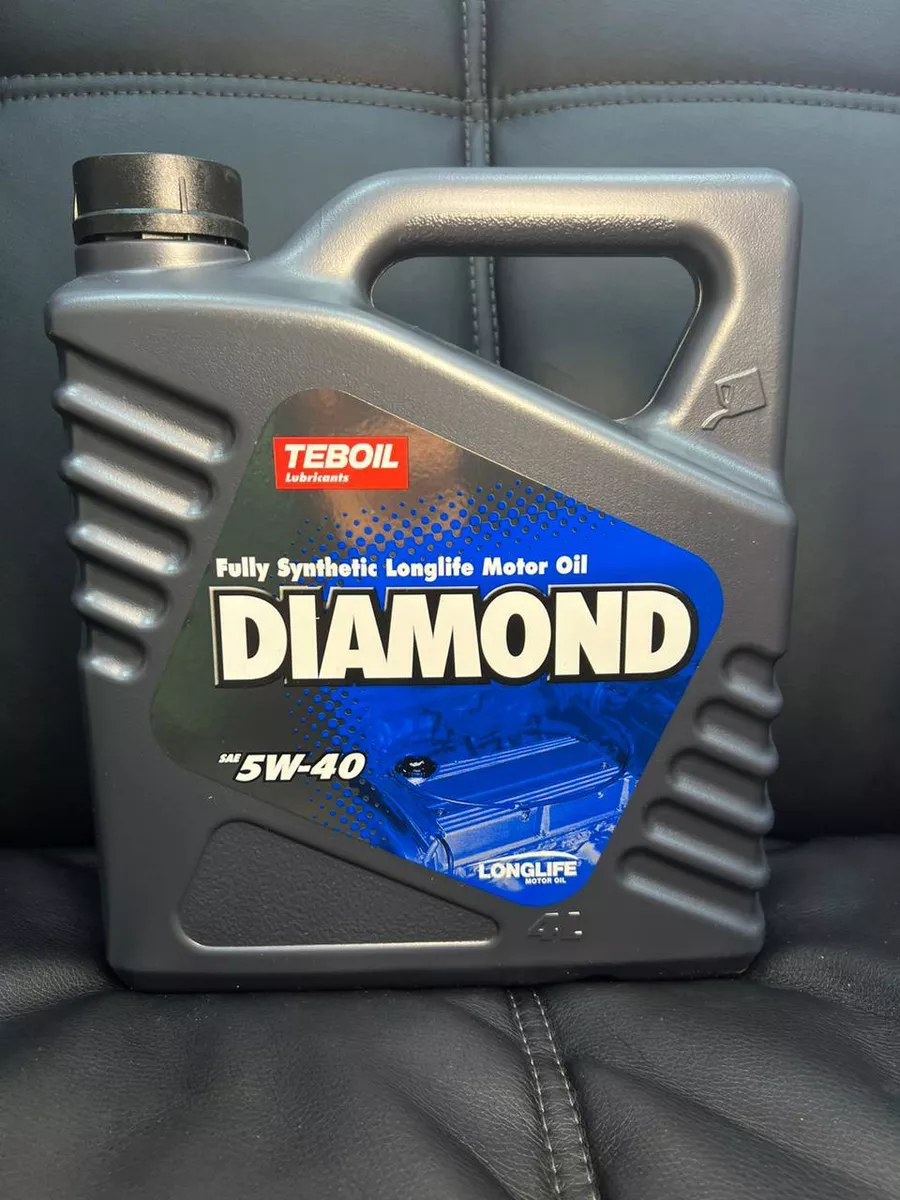 TEBOIL
Lubricants
Fully Synthetic Longlife Motor Oil
DIAMOND
SAE 5W-40
LONGLIFE
MOTOR OIL
4L